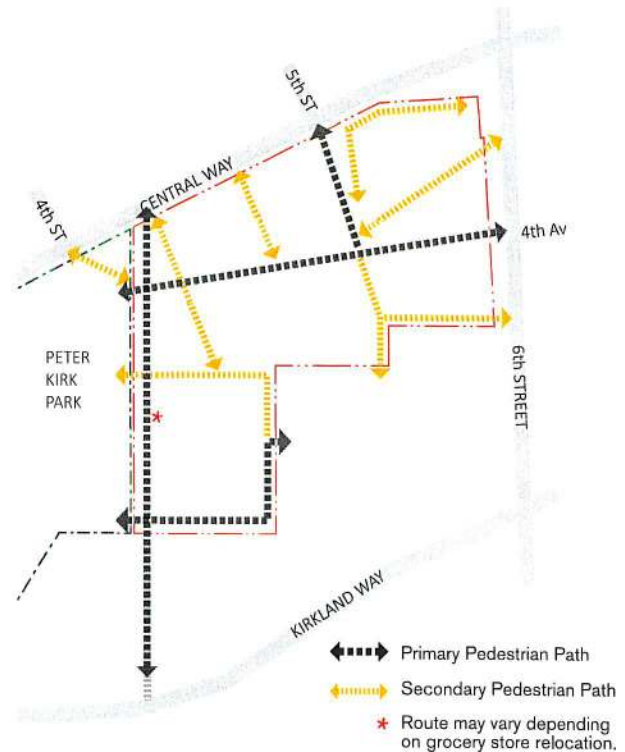 5th ST
CENTRAL WAY
4th ST
4th Av
PETER
KIRK
PARK
6th STREET
*
KIRKLAND WAY
Primary Pedestrian Path
Secondary Pedestrian Path
* Route may vary depending
on grocery store relocation.